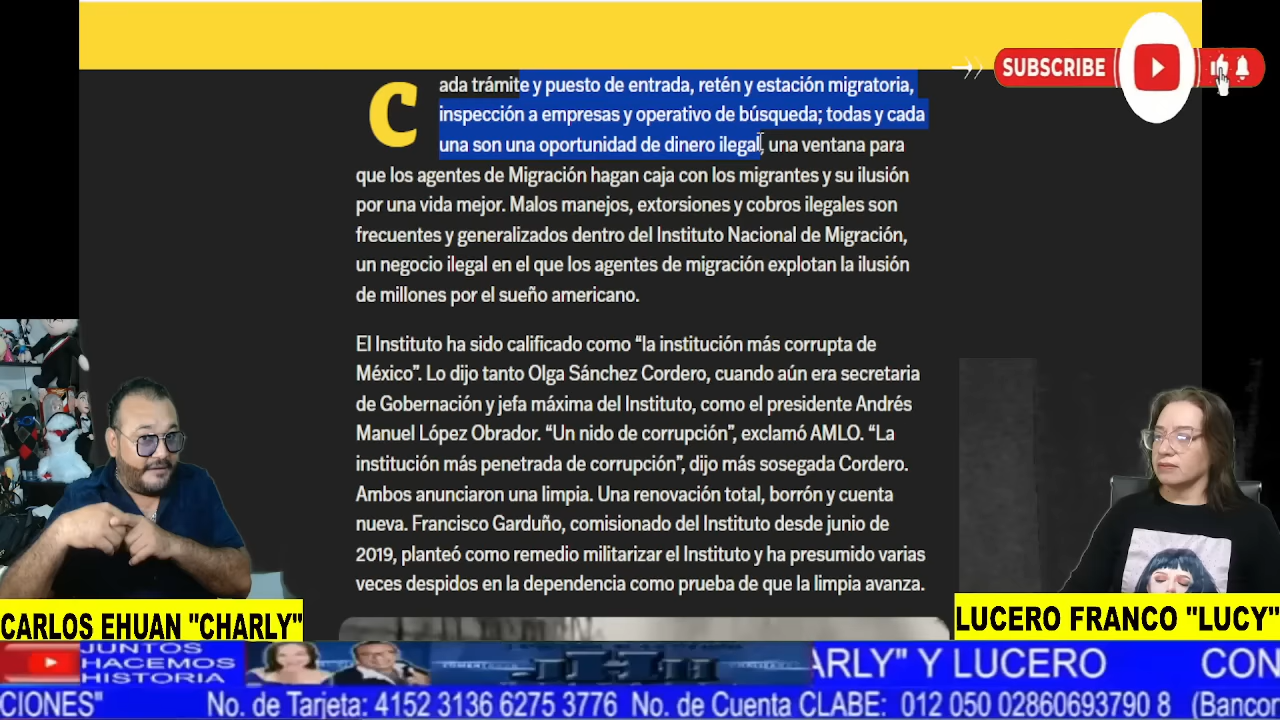 SUBSCRIBE
Cada trámite y puesto de entrada, retén y estación migratoria,
inspección a empresas y operativo de búsqueda; todas y cada
una son una oportunidad de dinero ilegal, una ventana para
que los agentes de Migración hagan caja con los migrantes y su ilusión
por una vida mejor. Malos manejos, extorsiones y cobros ilegales son
frecuentes y generalizados dentro del Instituto Nacional de Migración,
un negocio ilegal en el que los agentes de migración explotan la ilusión
de millones por el sueño americano.
El Instituto ha sido calificado como “la institución más corrupta de
México”. Lo dijo tanto Olga Sánchez Cordero, cuando aún era secretaria
de Gobernación y jefa máxima del Instituto, como el presidente Andrés
Manuel López Obrador. “Un nido de corrupción”, exclamó AMLO. “La
institución más penetrada de corrupción”, dijo más sosegada Cordero.
Ambos anunciaron una limpia. Una renovación total, borrón y cuenta
nueva. Francisco Garduño, comisionado del Instituto desde junio de
2019, planteó como remedio militarizar el Instituto y ha presumido varias
veces despidos en la dependencia como prueba de que la limpia avanza.
CARLOS EHUAN "CHARLY"
LUCERO FRANCO "LUCY"
JUNTOS
HACEMOS
HISTORIA
ARLY" Y LUCERO CON
CIONES" No. de Tarjeta: 4152 3136 6275 3776 No. de Cuenta CLABE: 012 050 02860693790 8 (Bancor